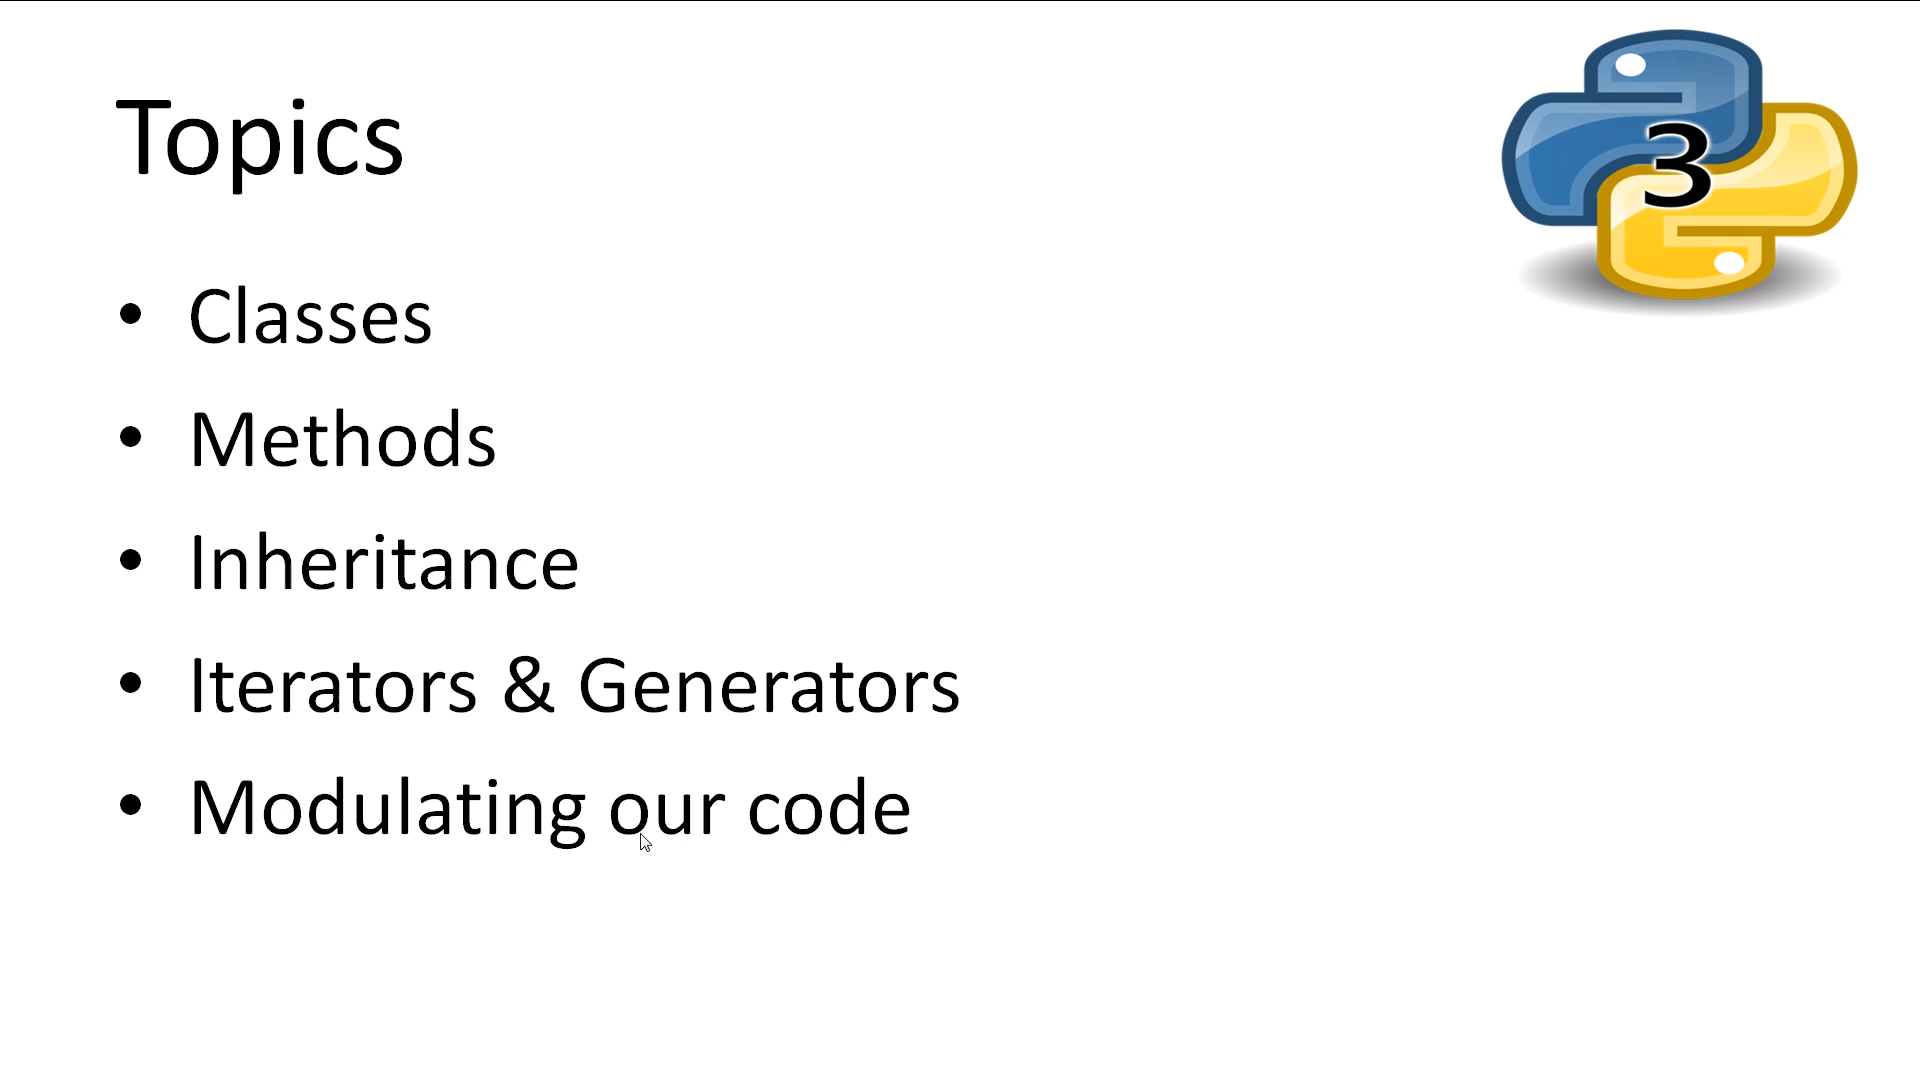 Topics
3
• Classes
• Methods
• Inheritance
• Iterators & Generators
• Modulating our code